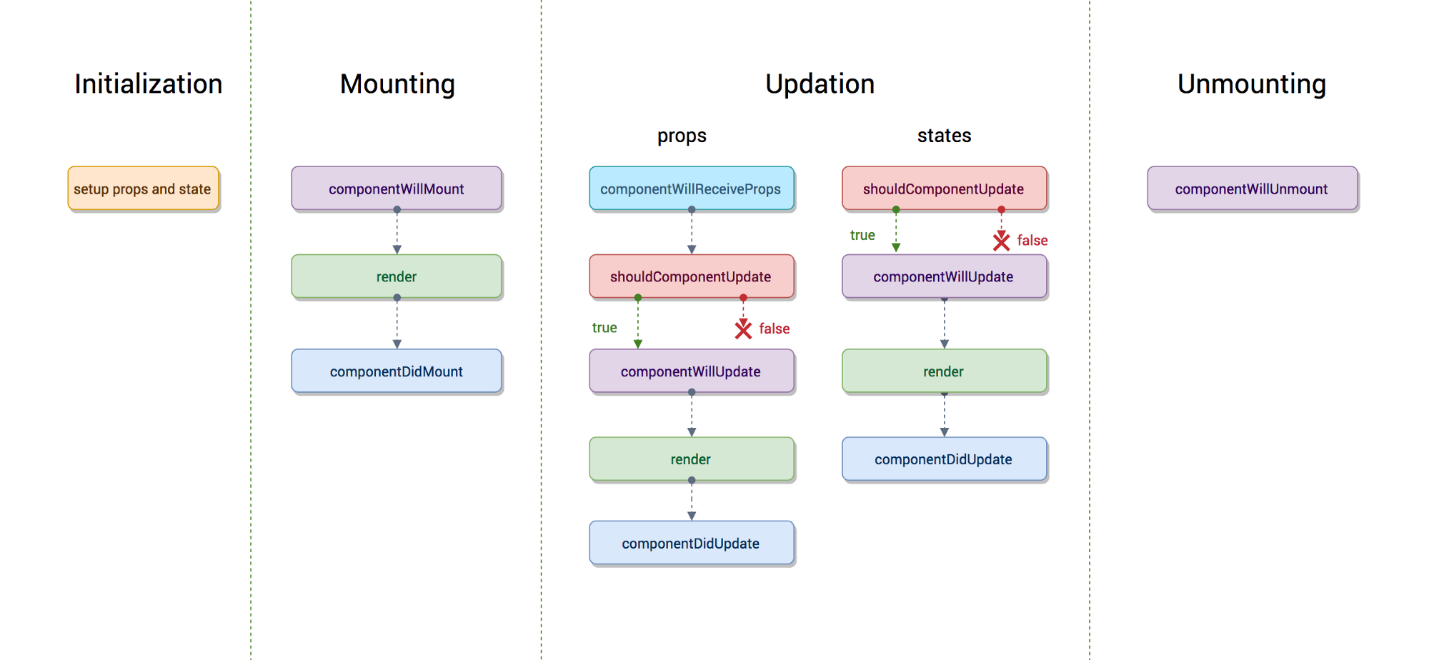 Initialization
setup props and state
Mounting
componentWillMount
render
componentDidMount
Updation
props
componentWillReceiveProps
shouldComponentUpdate
true
false
componentWillUpdate
render
componentDidUpdate
states
shouldComponentUpdate
true
false
componentWillUpdate
render
componentDidUpdate
Unmounting
componentWillUnmount